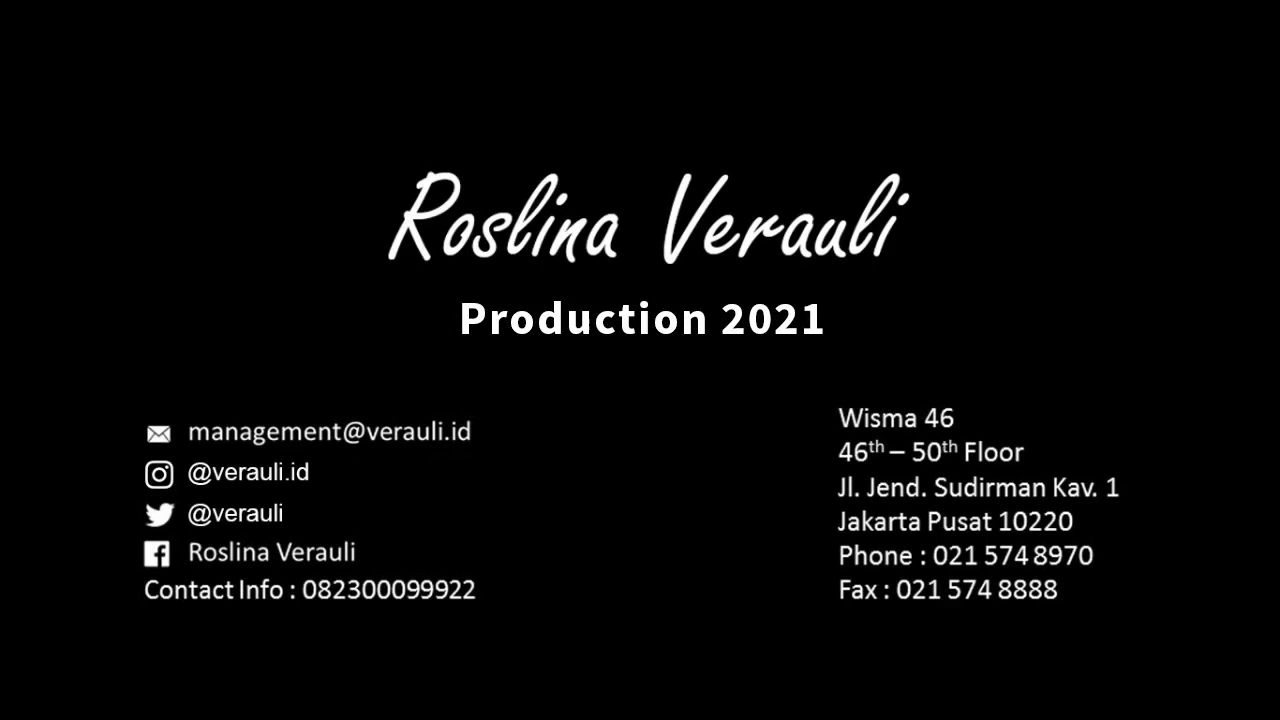 Roslina Verauli
Production 2021
management@verauli.id
@verauli.id
@verauli
Roslina Verauli
Contact Info : 082300099922
Wisma 46
46th – 50th Floor
Jl. Jend. Sudirman Kav. 1
Jakarta Pusat 10220
Phone : 021 574 8970
Fax : 021 574 8888